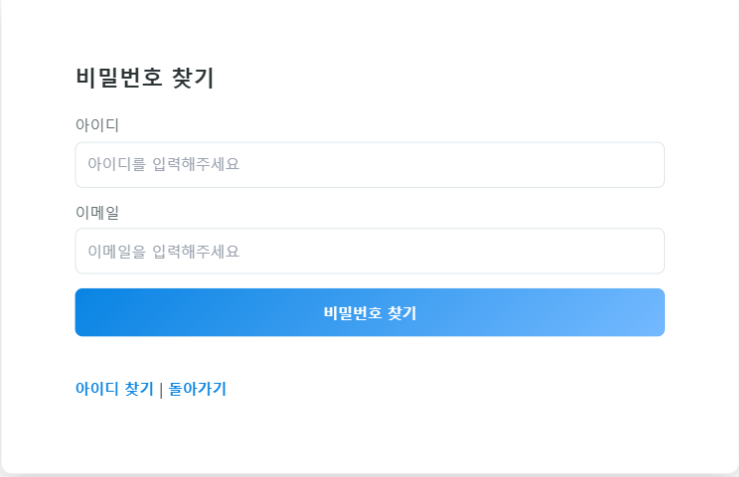 비밀번호 찾기
아이디
아이디를 입력해주세요
이메일
이메일을 입력해주세요
비밀번호 찾기
아이디 찾기 | 돌아가기